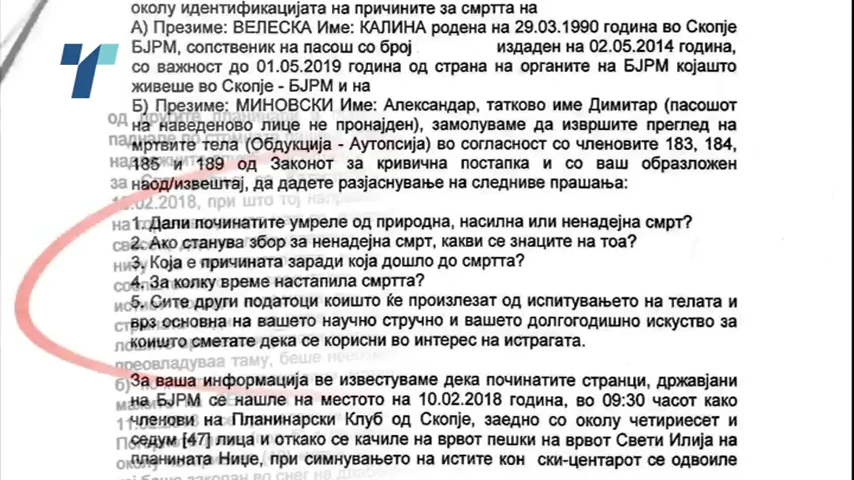 околу идентификацијата на причините за смртта на
А) Презиме: ВЕЛЕСКА Име: КАЛИНА родена на 29.03.1990 година во Скопје
БЈРМ, сопственик на пасош со број издаден на 02.05.2014 година,
со важност до 01.05.2019 година од страна на органите на БЈРМ којашто
живееше во Скопје - БЈРМ и на
Б) Презиме: МИНОВСКИ Име: Александар, татково име Димитар (пасошот
на наведеново лице не пронајден), замолуваме да извршите преглед на
мртвите тела (Обдукција - Аутопсија) во согласност со членовите 183, 184,
185 и 189 од Законот за кривична постапка и со ваш образложен
наод/извештај, да дадете разјаснување на следниве прашања:
1. Дали починатите умреле од природна, насилна или ненадејна смрт?
2. Ако станува збор за ненадејна смрт, какви се знаците на тоа?
3. Која е причината заради која дошло до смртта?
4. За колку време настапила смртта?
5. Сите други податоци коишто ќе произлезат од испитувањето на телата и
врз основна на вашето научно стручно и вашето долгогодишно искуство за
коишто сметате дека се корисни во интерес на истрагата.
преовладуваа таму, беше
За ваша информација ве известуваме дека починатите странци, државјани
на БЈРМ се нашле на местото на 10.02.2018 година, во 09:30 часот како
членови на Планинарски Клуб од Скопје, заедно со околу четириесет и
седум [47] лица и откако се качиле на врвот пешки на врвот Свети Илија на
планината Ниџе, при симнувањето на истите кон ски-центарот се одвоиле